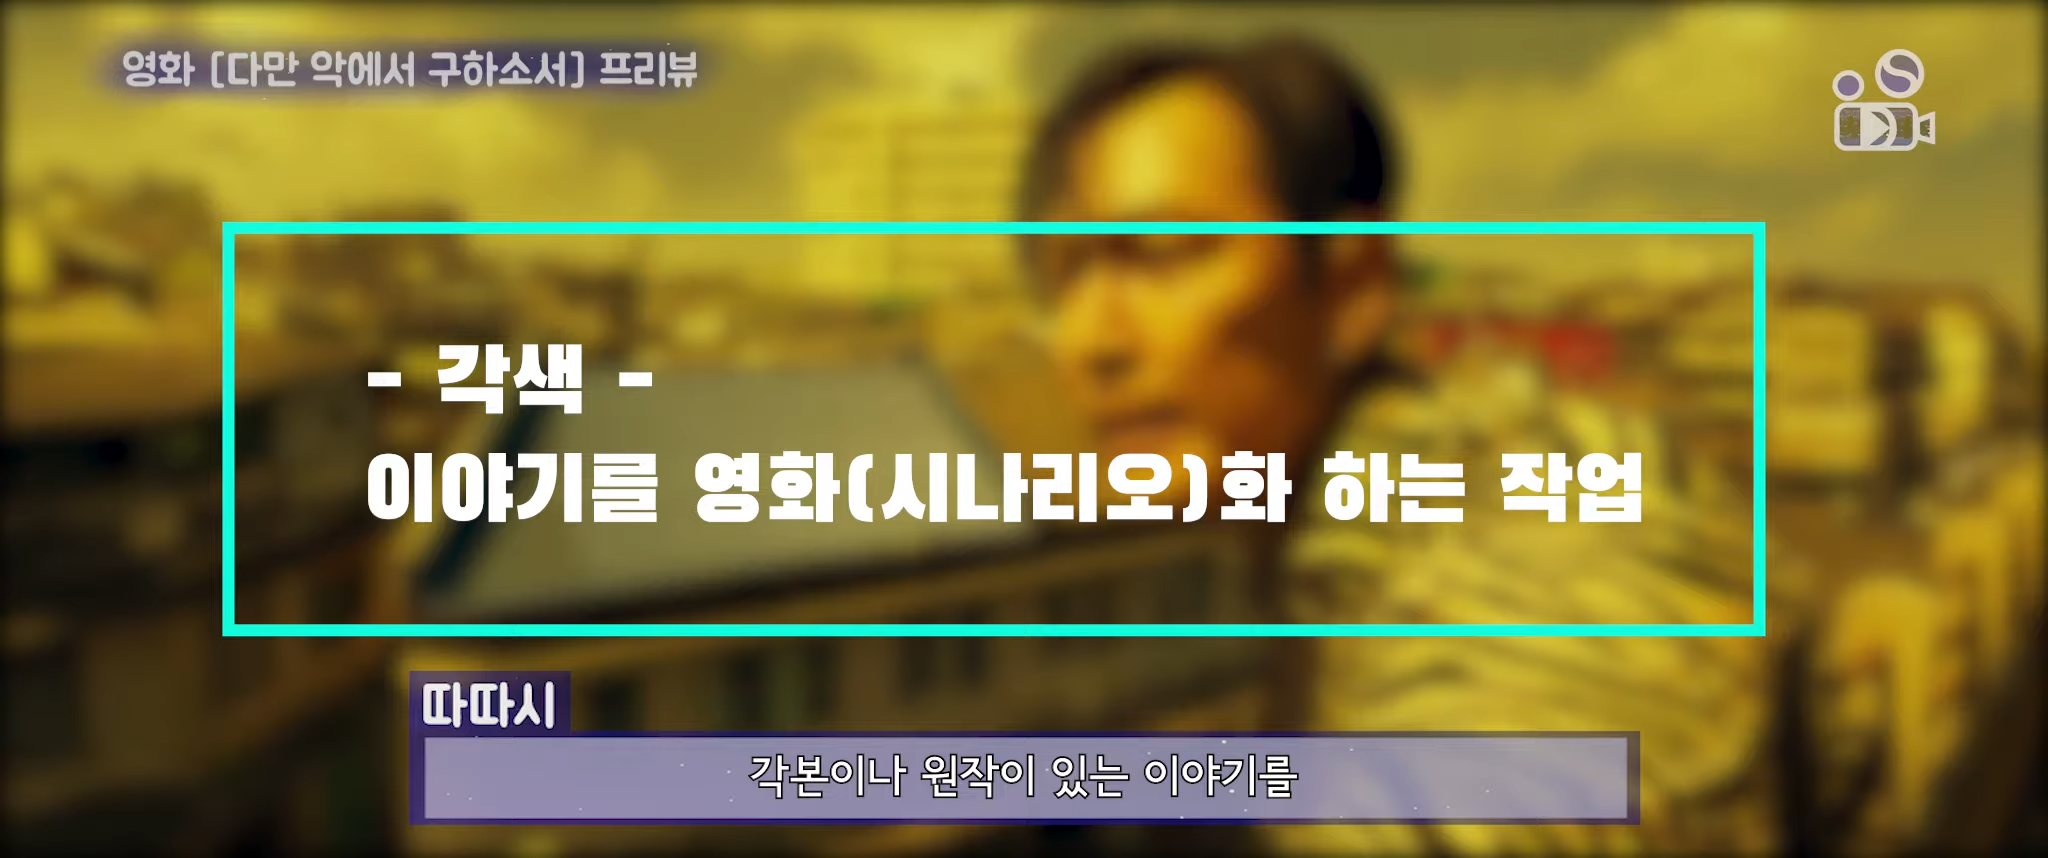 영화 [다만 악에서 구하소서] 프리뷰
- 각색 -
이야기를 영화(시나리오)화 하는 작업
따따시
각본이나 원작이 있는 이야기를